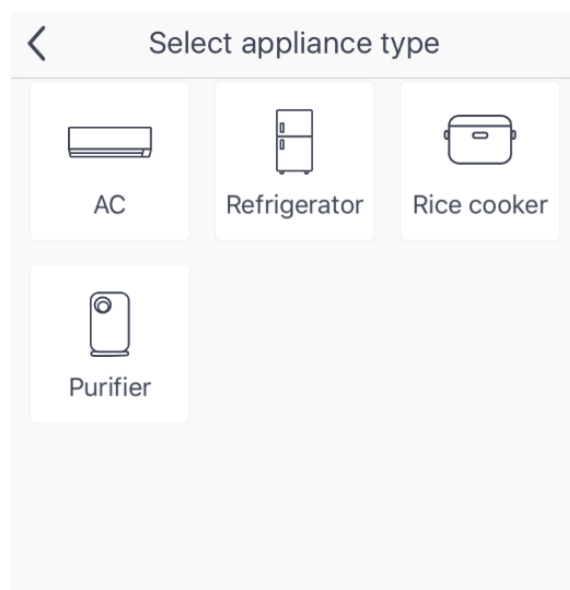 Select appliance type
AC
Refrigerator
Rice cooker
Purifier